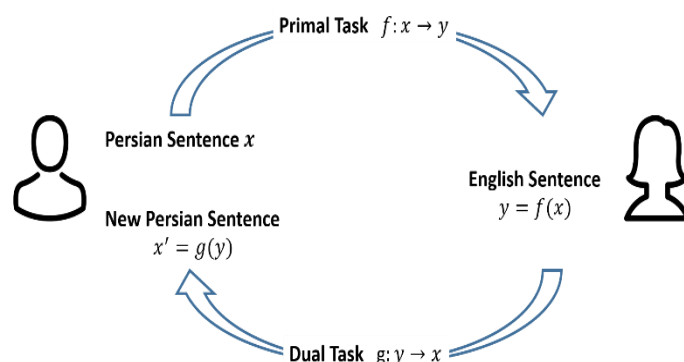 Primal Task f: x → y
Persian Sentence x
English Sentence
y = f(x)
New Persian Sentence
x′ = g(y)
Dual Task g: y → x